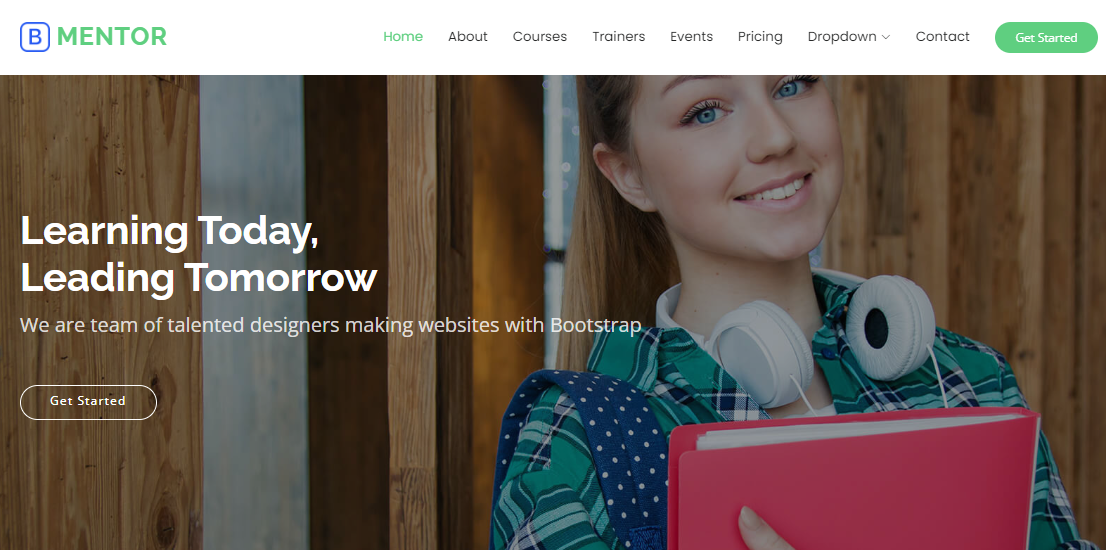 B MENTOR
Home About Courses Trainers Events Pricing Dropdown Contact Get Started
Learning Today,
Leading Tomorrow
We are team of talented designers making websites with Bootstrap
Get Started